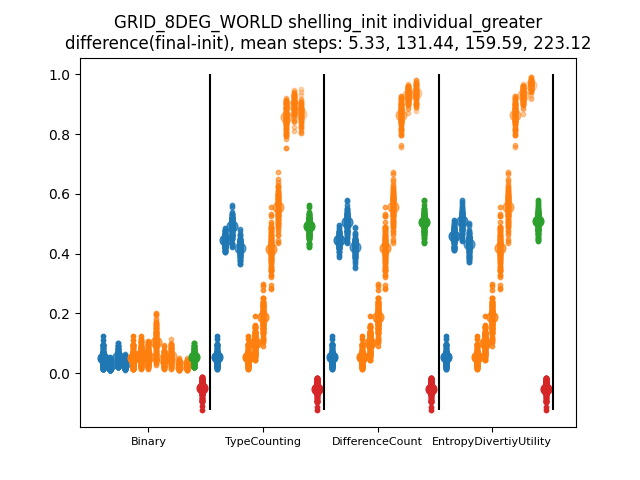 GRID_8DEG_WORLD shelling_init individual_greater
difference(final-init), mean steps: 5.33, 131.44, 159.59, 223.12
1.0
0.8
0.6
0.4
0.2
0.0
Binary TypeCounting DifferenceCount EntropyDivertiyUtility